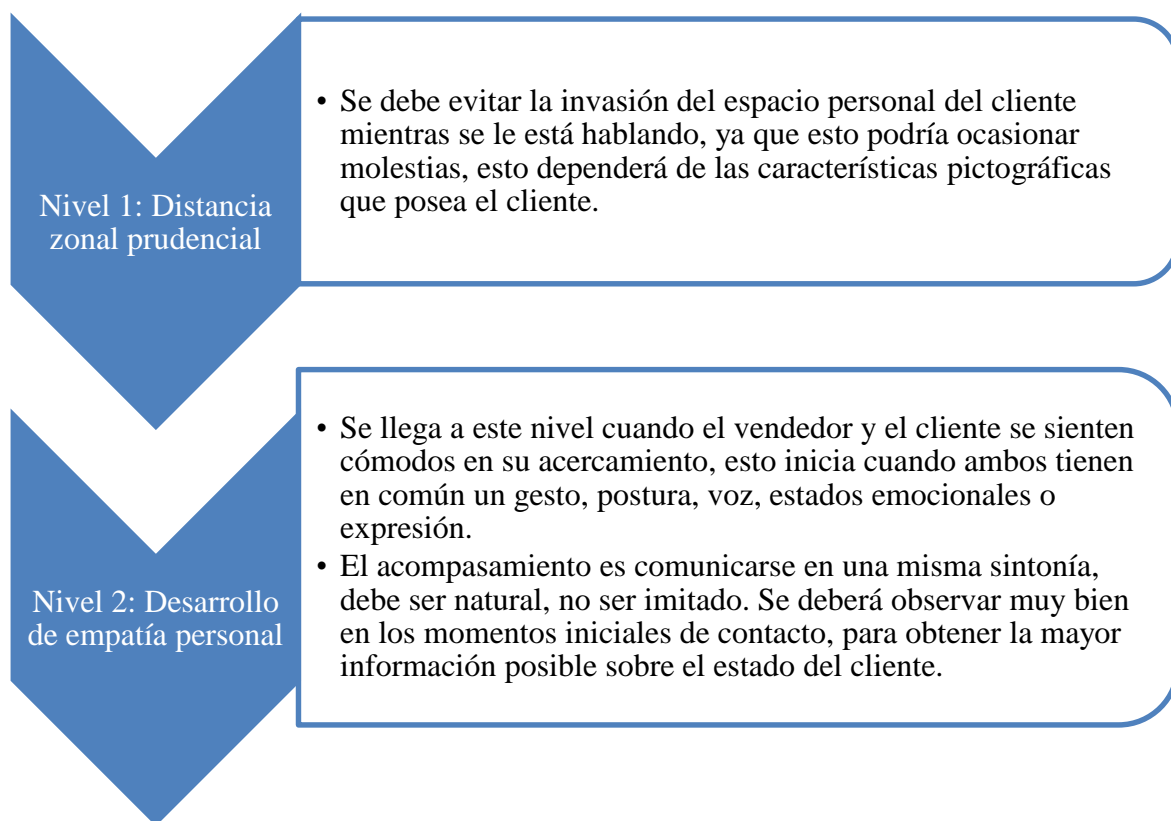 Nivel 1: Distancia
zonal prudencial
• Se debe evitar la invasión del espacio personal del cliente
mientras se le está hablando, ya que esto podría ocasionar
molestias, esto dependerá de las características pictográficas
que posea el cliente.
Nivel 2: Desarrollo
de empatía personal
• Se llega a este nivel cuando el vendedor y el cliente se sienten
cómodos en su acercamiento, esto inicia cuando ambos tienen
en común un gesto, postura, voz, estados emocionales o
expresión.
• El acompasamiento es comunicarse en una misma sintonía,
debe ser natural, no ser imitado. Se deberá observar muy bien
en los momentos iniciales de contacto, para obtener la mayor
información posible sobre el estado del cliente.